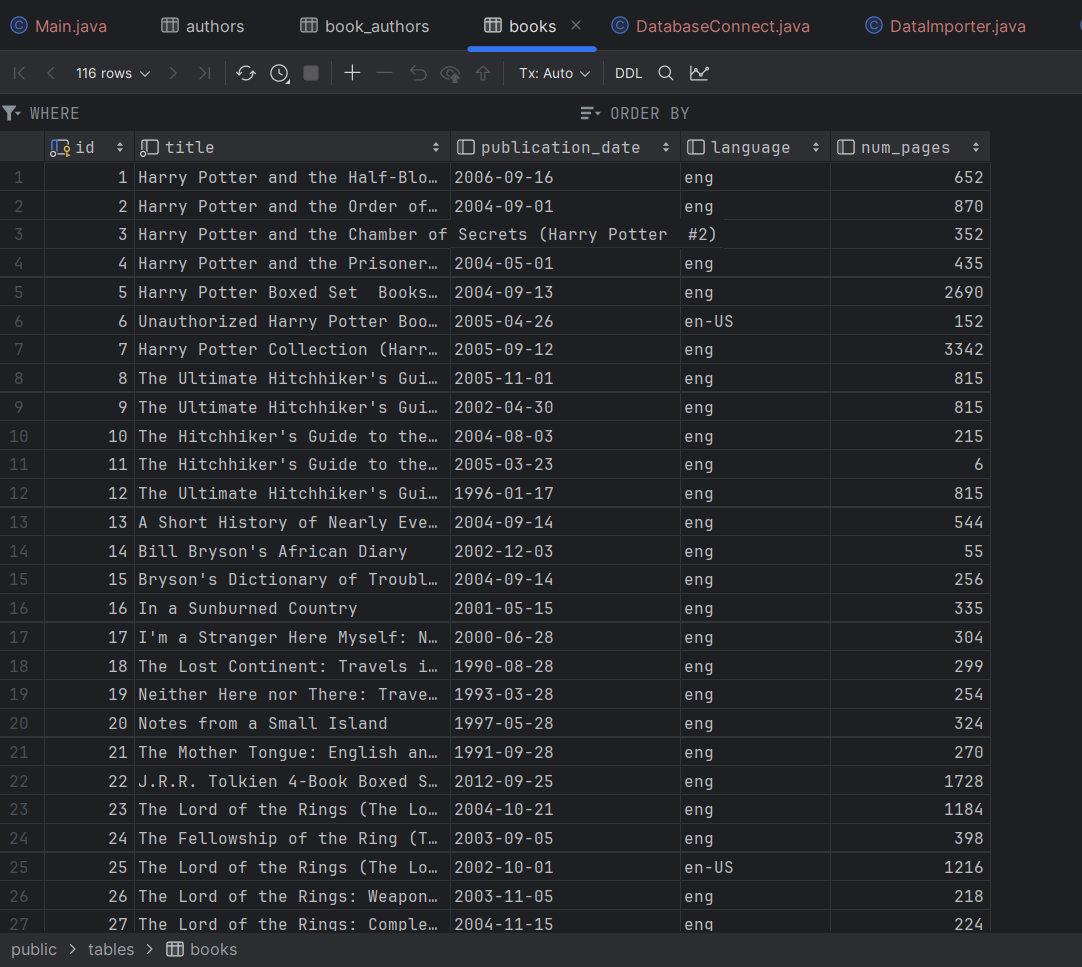 Main.java authors book_authors books DatabaseConnect.java DataImporter.java
116 rows Tx: Auto DDL
WHERE ORDER BY
id title publication_date language num_pages
1 1 Harry Potter and the Half-Blo… 2006-09-16 eng 652
2 2 Harry Potter and the Order of… 2004-09-01 eng 870
3 3 Harry Potter and the Chamber of Secrets (Harry Potter  #2) 352
4 4 Harry Potter and the Prisoner… 2004-05-01 eng 435
5 5 Harry Potter Boxed Set  Books… 2004-09-13 eng 2690
6 6 Unauthorized Harry Potter Boo… 2005-04-26 en-US 152
7 7 Harry Potter Collection (Harr… 2005-09-12 eng 3342
8 8 The Ultimate Hitchhiker's Gui… 2005-11-01 eng 815
9 9 The Ultimate Hitchhiker's Gui… 2002-04-30 eng 815
10 10 The Hitchhiker's Guide to the… 2004-08-03 eng 215
11 11 The Hitchhiker's Guide to the… 2005-03-23 eng 6
12 12 The Ultimate Hitchhiker's Gui… 1996-01-17 eng 815
13 13 A Short History of Nearly Eve… 2004-09-14 eng 544
14 14 Bill Bryson's African Diary 2002-12-03 eng 55
15 15 Bryson's Dictionary of Troubl… 2004-09-14 eng 256
16 16 In a Sunburned Country 2001-05-15 eng 335
17 17 I'm a Stranger Here Myself: N… 2000-06-28 eng 304
18 18 The Lost Continent: Travels i… 1990-08-28 eng 299
19 19 Neither Here nor There: Trave… 1993-03-28 eng 254
20 20 Notes from a Small Island 1997-05-28 eng 324
21 21 The Mother Tongue: English an… 1991-09-28 eng 270
22 22 J.R.R. Tolkien 4-Book Boxed S… 2012-09-25 eng 1728
23 23 The Lord of the Rings (The Lo… 2004-10-21 eng 1184
24 24 The Fellowship of the Ring (T… 2003-09-05 eng 398
25 25 The Lord of the Rings (The Lo… 2002-10-01 en-US 1216
26 26 The Lord of the Rings: Weapon… 2003-11-05 eng 218
27 27 The Lord of the Rings: Comple… 2004-11-15 eng 224
public > tables > books